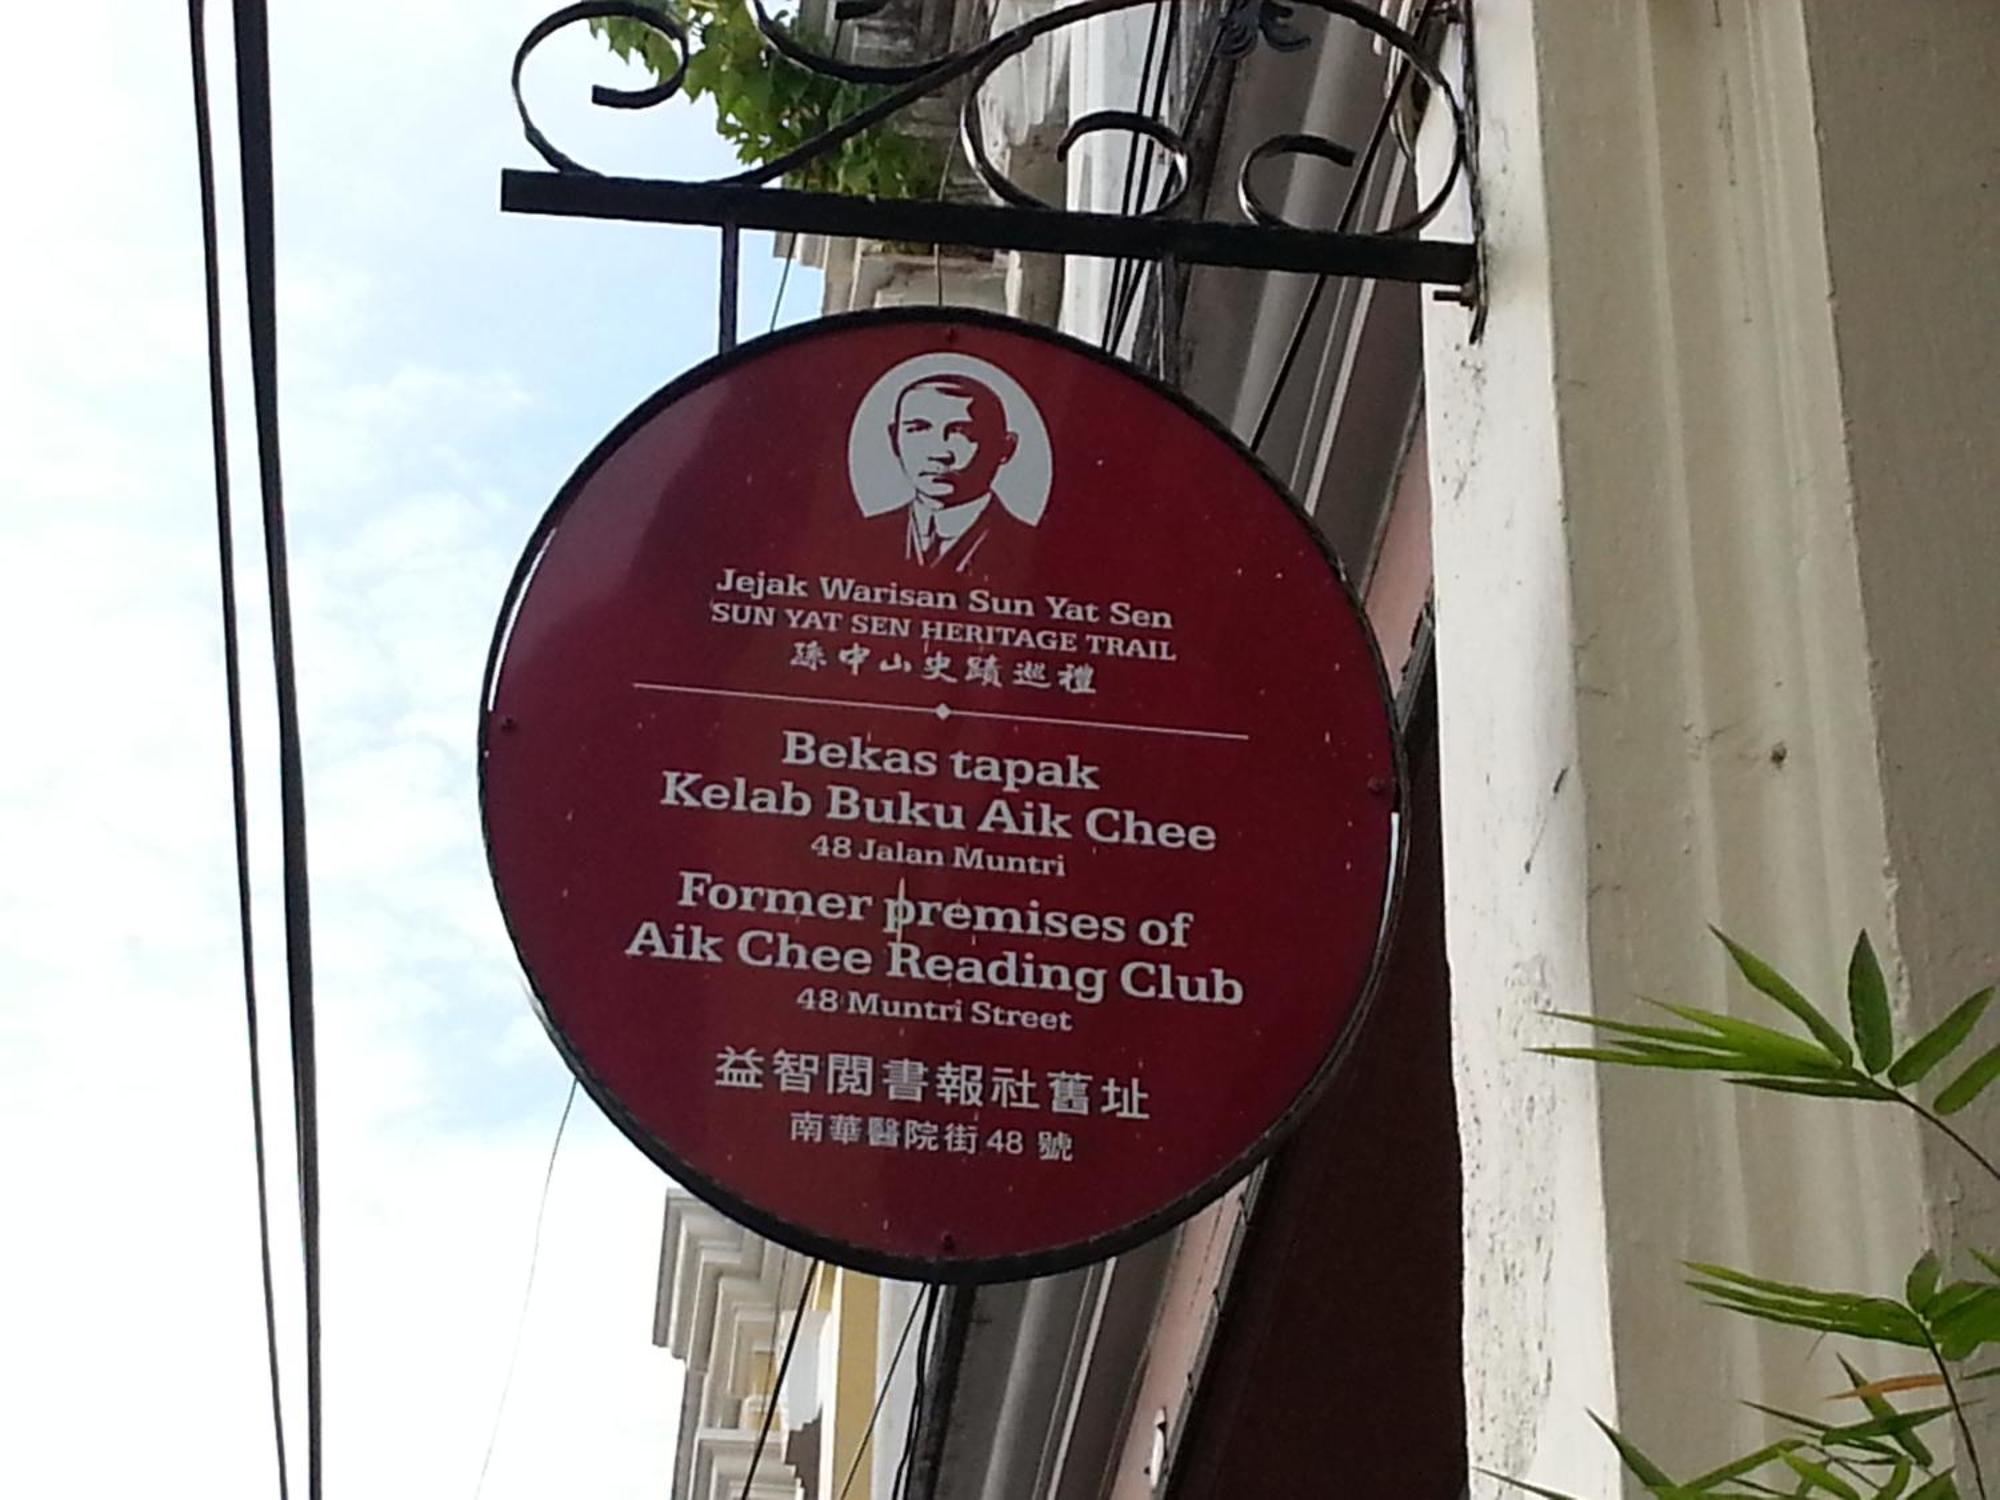 Jejak Warisan Sun Yat Sen
SUN YAT SEN HERITAGE TRAIL
孫中山史蹟巡禮
Bekas tapak
Kelab Buku Aik Chee
48 Jalan Muntri
Former premises of
Aik Chee Reading Club
48 Muntri Street
益智閱書報社舊址
南華醫院街 48 號